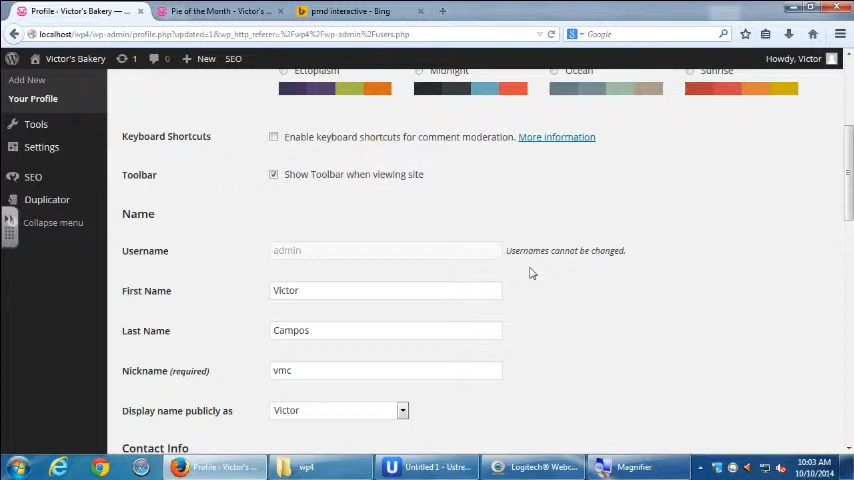 Profile ‹ Victor's Bakery — ...
Pie of the Month - Victor's ...
pmd interactive - Bing
localhost/wp4/wp-admin/profile.php?updated=1&wp_http_referer=%2Fwp4%2Fwp-admin%2Fusers.php
Google
Victor's Bakery 1 0 New SEO Howdy, Victor
Add New
Your Profile
Tools
Settings
SEO
Duplicator
Collapse menu
Ectoplasm Midnight Ocean Sunrise
Keyboard Shortcuts Enable keyboard shortcuts for comment moderation. More information
Toolbar Show Toolbar when viewing site
Name
Username admin Usernames cannot be changed.
First Name Victor
Last Name Campos
Nickname (required) vmc
Display name publicly as Victor
Contact Info
Profile ‹ Victor's B... wp4 Untitled 1 - Ustre... Logitech® Webc... Magnifier
10:03 AM
10/10/2014